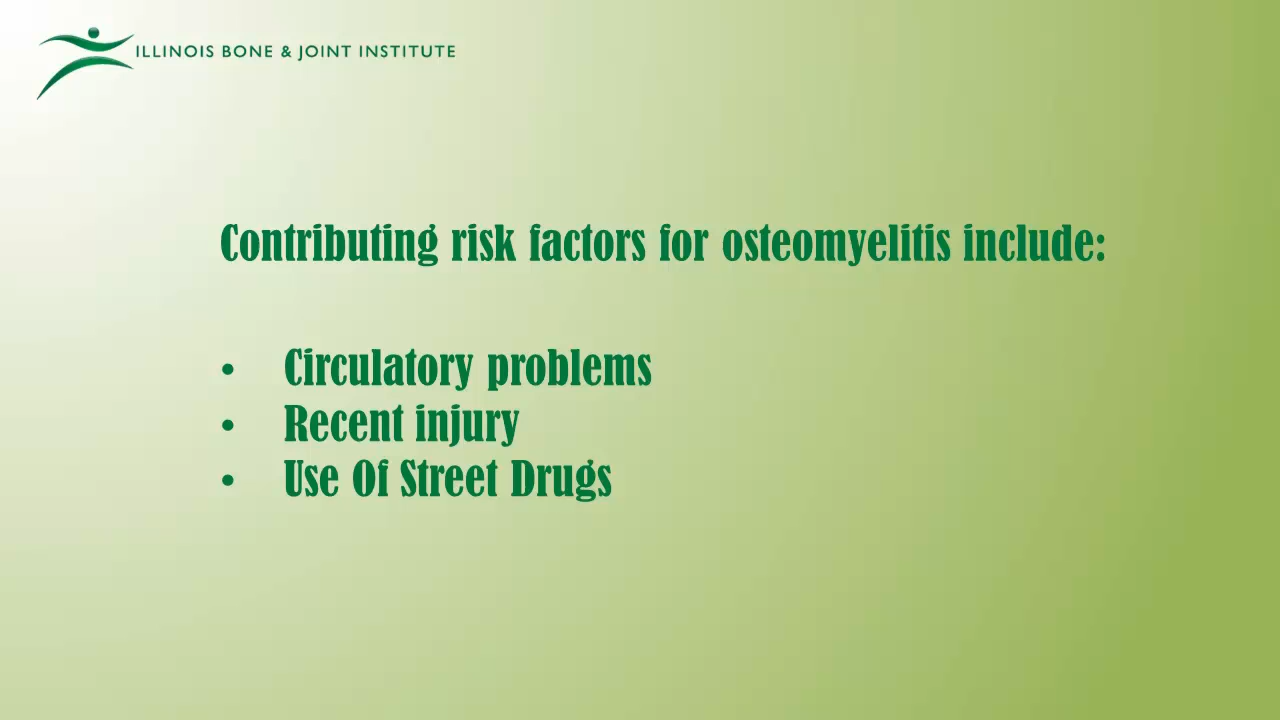 ILLINOIS BONE & JOINT INSTITUTE
Contributing risk factors for osteomyelitis include:
• Circulatory problems
• Recent injury
• Use Of Street Drugs